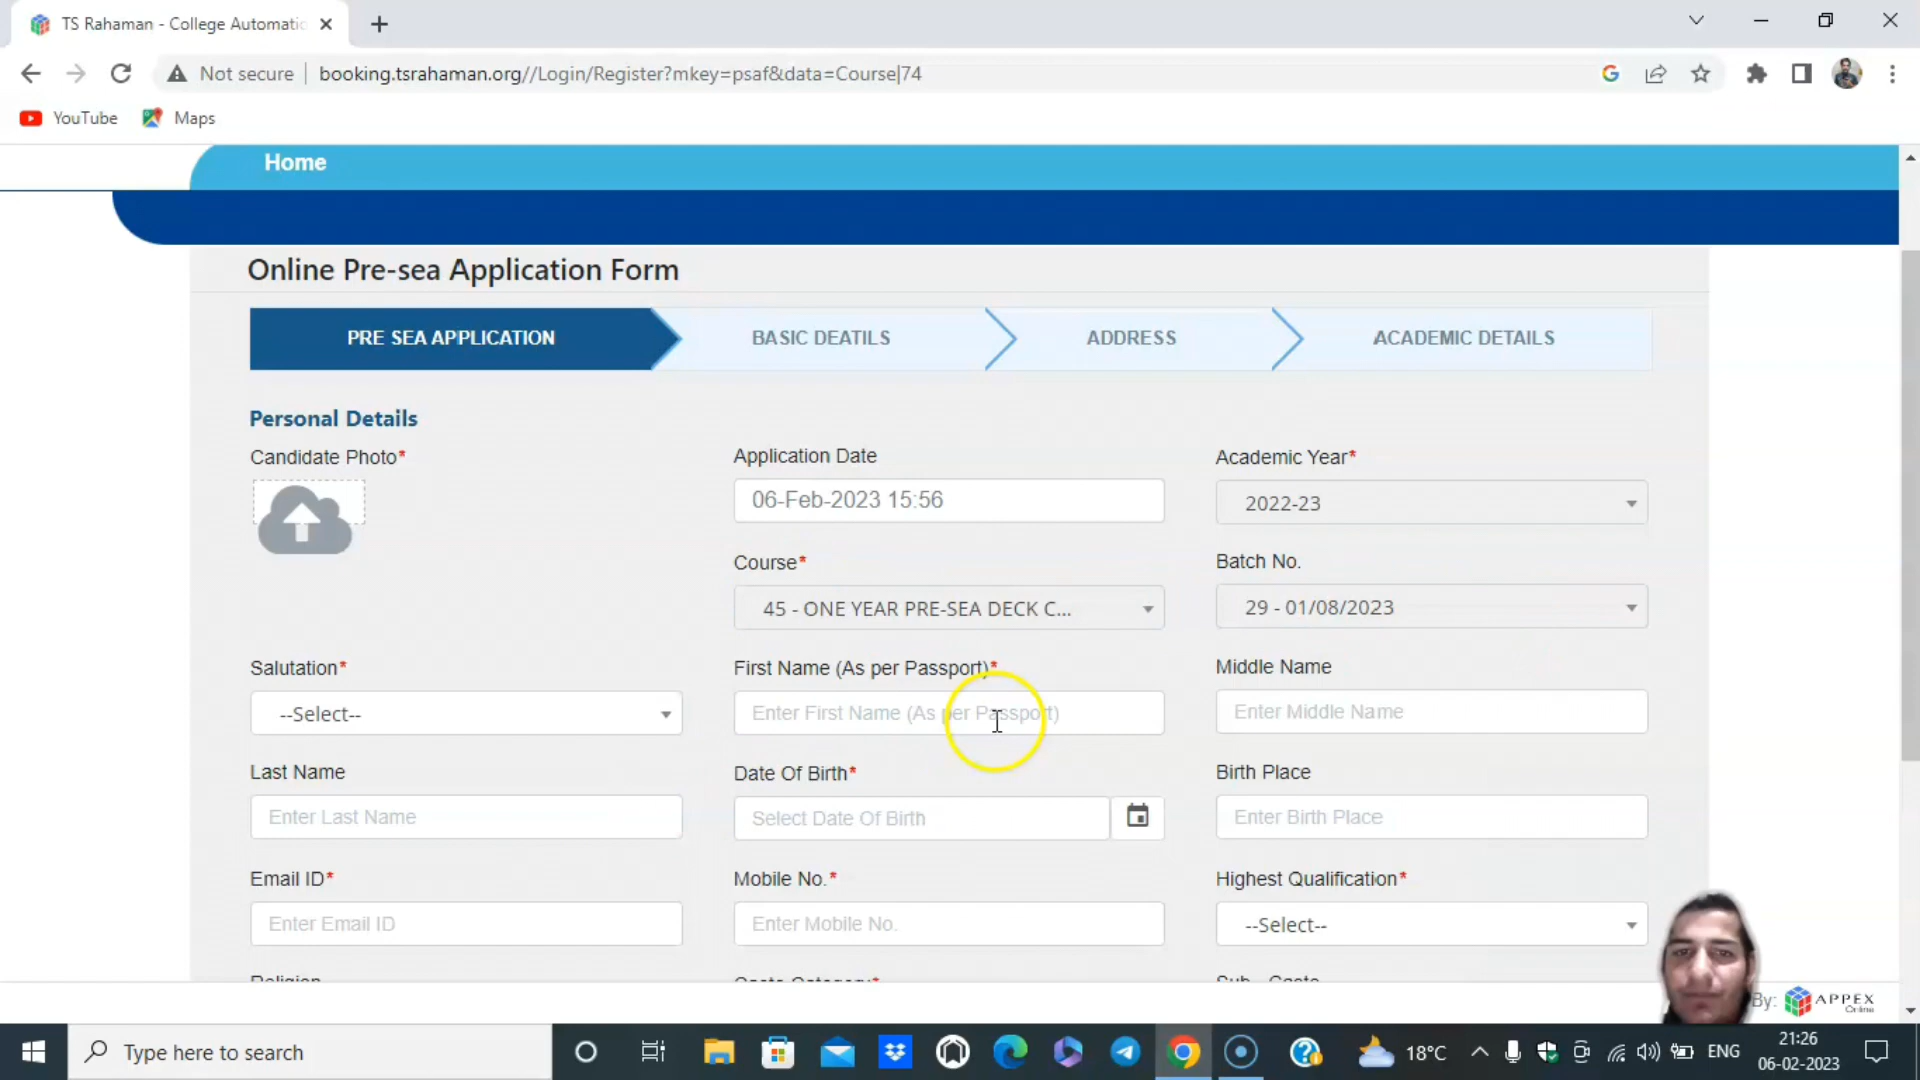 TS Rahaman - College Automatic
Not secure booking.tsrahaman.org//Login/Register?mkey=psaf&data=Course|74
YouTube Maps
Home
Online Pre-sea Application Form
PRE SEA APPLICATION BASIC DEATILS ADDRESS ACADEMIC DETAILS
Personal Details
Candidate Photo* Application Date Academic Year*
06-Feb-2023 15:56 2022-23
Course* Batch No.
45 - ONE YEAR PRE-SEA DECK C... 29 - 01/08/2023
Salutation* First Name (As per Passport)* Middle Name
--Select-- Enter First Name (As per Passport) Enter Middle Name
Last Name Date Of Birth* Birth Place
Enter Last Name Select Date Of Birth Enter Birth Place
Email ID* Mobile No.* Highest Qualification*
Enter Email ID Enter Mobile No. --Select--
Religion Caste Category* Sub - Caste
By: APPEX Online
Type here to search 18°C ENG 21:26
06-02-2023